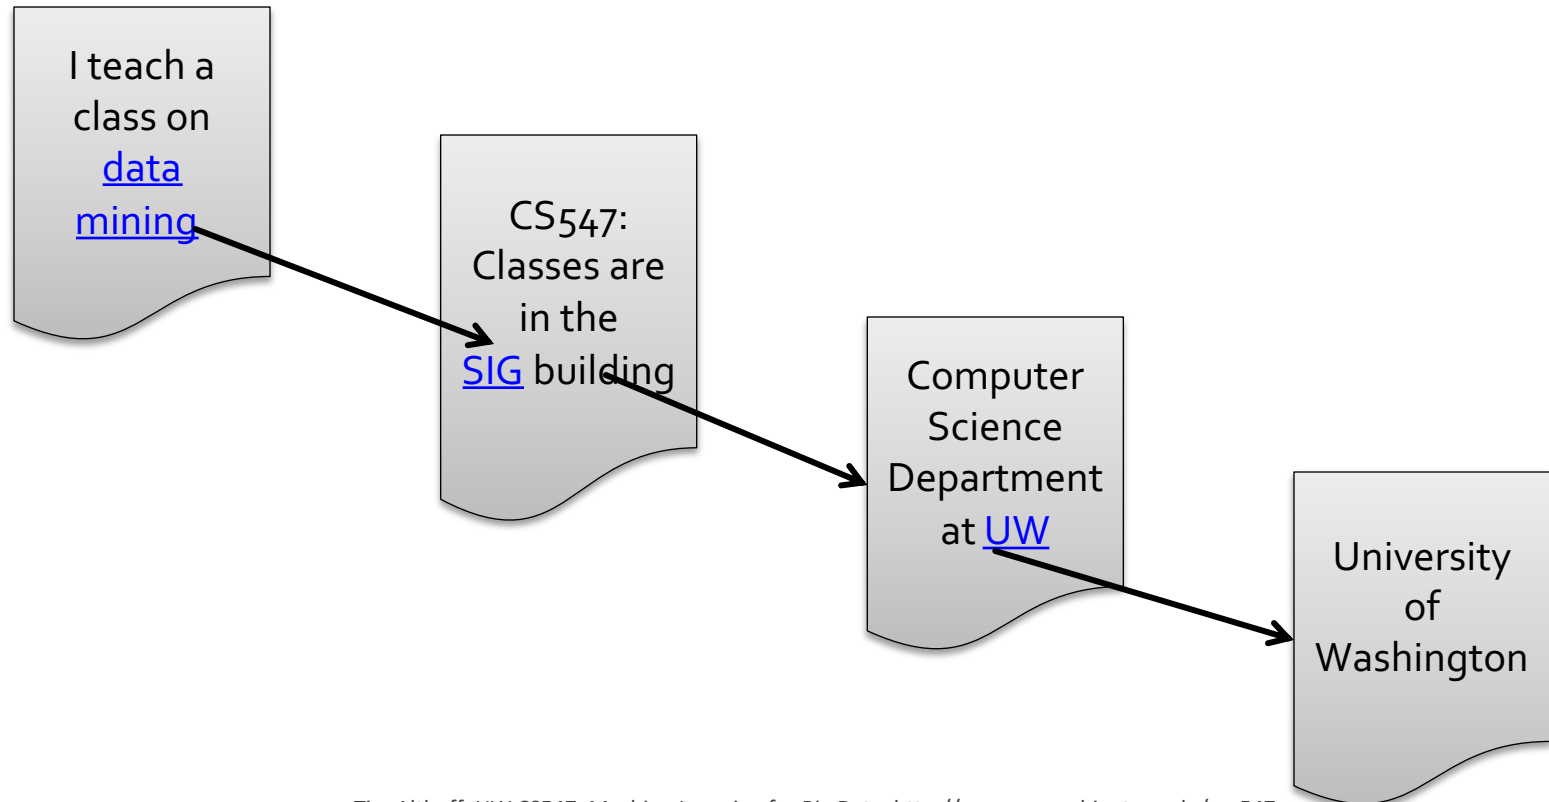 I teach a
class on
data
mining
CS547:
Classes are
in the
SIG building
Computer
Science
Department
at UW
University
of
Washington